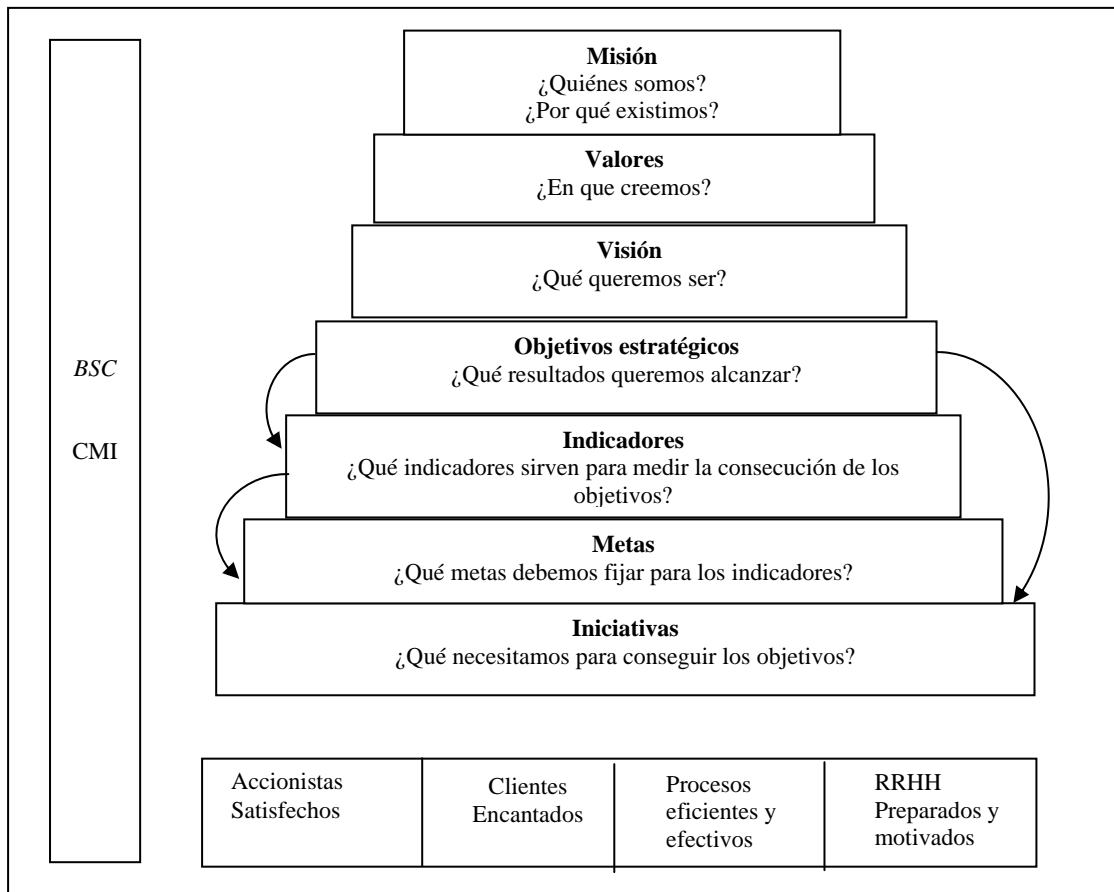 Misión
¿Quiénes somos?
¿Por qué existimos?
Valores
¿En que creemos?
Visión
¿Qué queremos ser?
Objetivos estratégicos
¿Qué resultados queremos alcanzar?
Indicadores
¿Qué indicadores sirven para medir la consecución de los
objetivos?
Metas
¿Qué metas debemos fijar para los indicadores?
Iniciativas
¿Qué necesitamos para conseguir los objetivos?
BSC
CMI
Accionistas
Satisfechos
Clientes
Encantados
Procesos
eficientes y
efectivos
RRHH
Preparados y
motivados